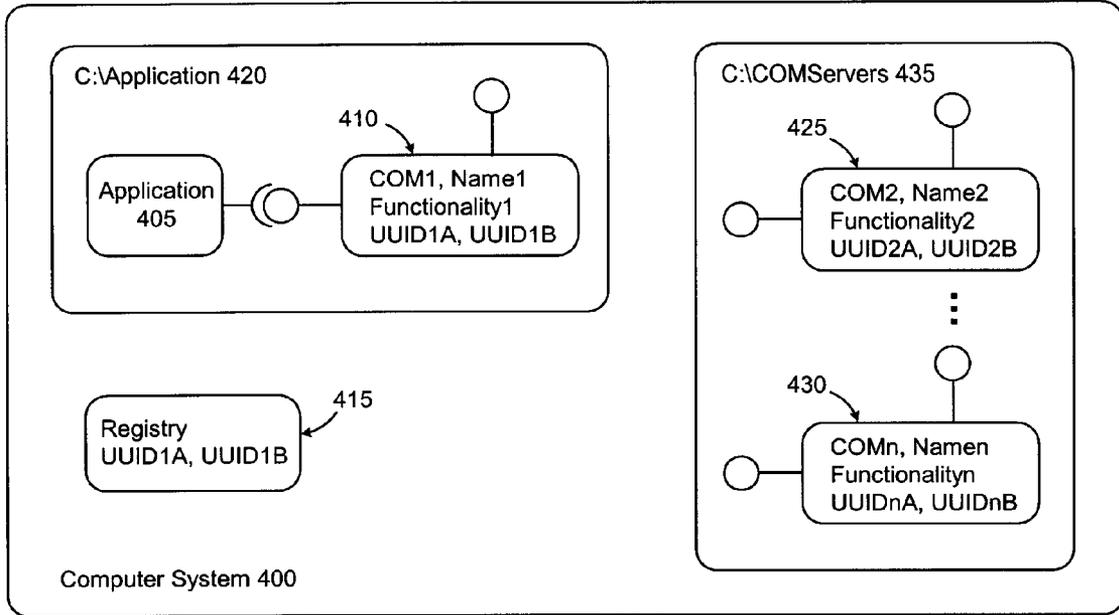 C:\Application 420
410
Application
405
COM1, Name1
Functionality1
UUID1A, UUID1B
C:\COMServers 435
425
COM2, Name2
Functionality2
UUID2A, UUID2B
430
COMn, Namen
Functionalityn
UUIDnA, UUIDnB
415
Registry
UUID1A, UUID1B
Computer System 400